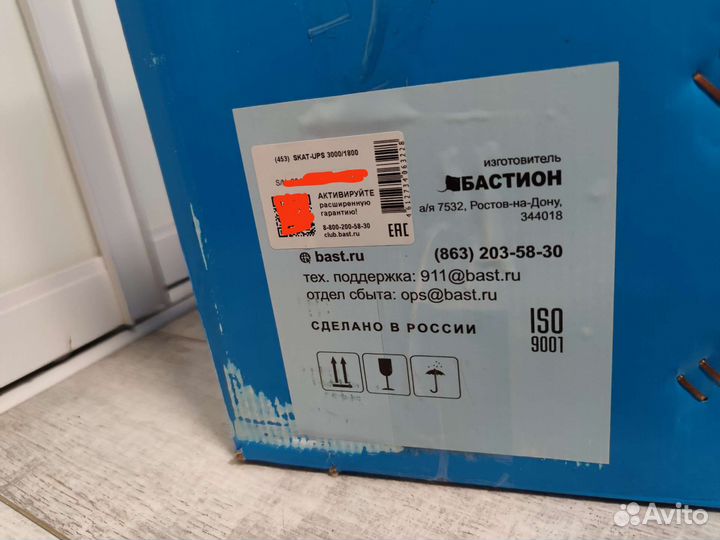 (453) SKAT-UPS 3000/1800
S/N:
АКТИВИРУЙТЕ
расширенную
гарантию!
8-800-200-58-30
club.bast.ru
4612734063228
EAC
изготовитель
БАСТИОН
а/я 7532, Ростов-на-Дону,
344018
bast.ru (863) 203-58-30
тех. поддержка: 911@bast.ru
отдел сбыта: ops@bast.ru
СДЕЛАНО В РОССИИ
ISO
9001
Avito